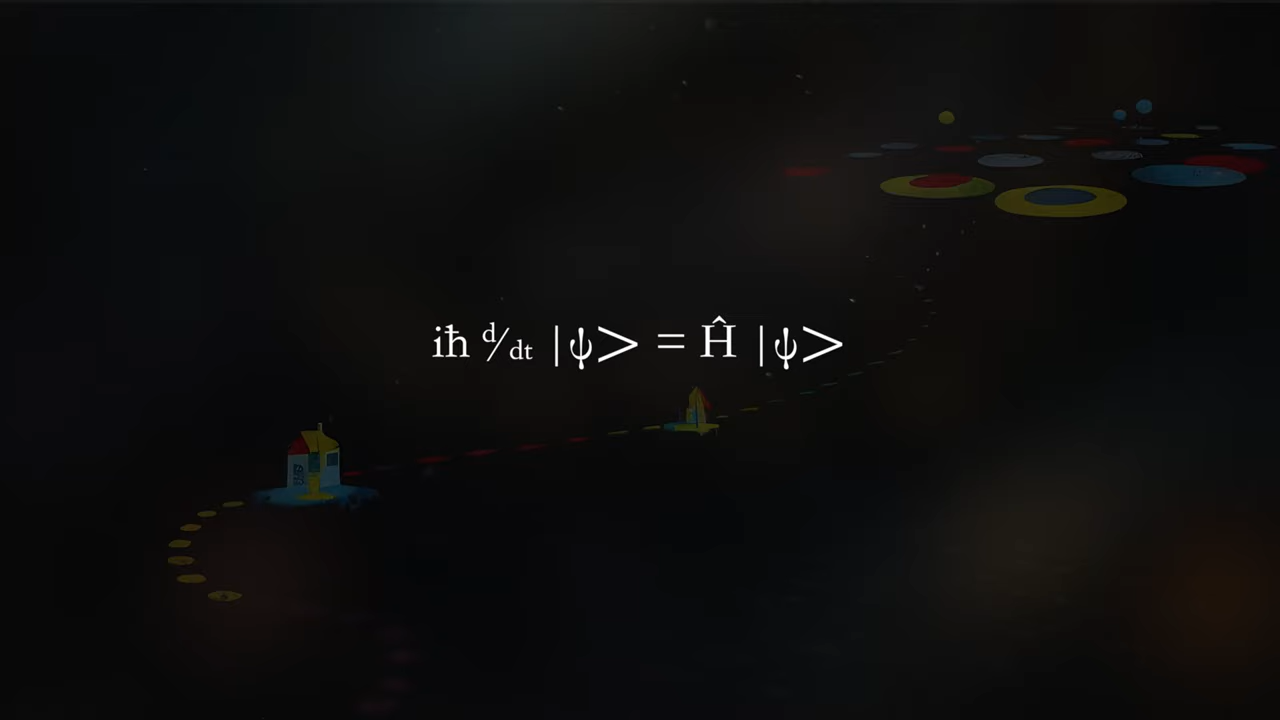 iħ d/dt |ψ> = Ĥ |ψ>